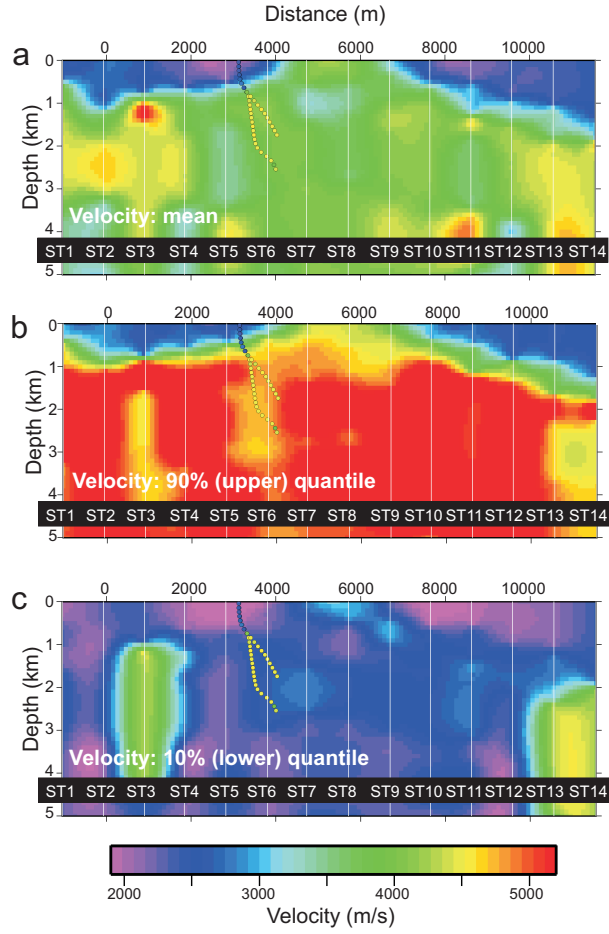 Distance (m)
a
0 2000 4000 6000 8000 10000
0
1
2
3
4
5
Depth (km)
Velocity: mean
ST1 ST2 ST3 ST4 ST5 ST6 ST7 ST8 ST9 ST10 ST11 ST12 ST13 ST14
b
0 2000 4000 6000 8000 10000
0
1
2
3
4
5
Depth (km)
Velocity: 90% (upper) quantile
ST1 ST2 ST3 ST4 ST5 ST6 ST7 ST8 ST9 ST10 ST11 ST12 ST13 ST14
c
0 2000 4000 6000 8000 10000
0
1
2
3
4
5
Depth (km)
Velocity: 10% (lower) quantile
ST1 ST2 ST3 ST4 ST5 ST6 ST7 ST8 ST9 ST10 ST11 ST12 ST13 ST14
2000 3000 4000 5000
Velocity (m/s)